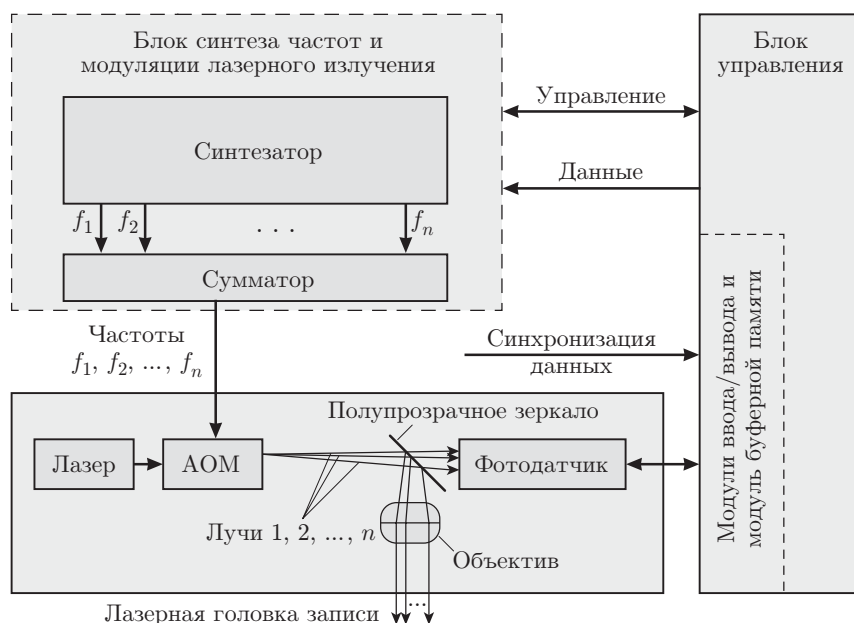 Блок синтеза частот и
модуляции лазерного излучения
Синтезатор
f1 f2 . . . fn
Сумматор
Частоты
f1, f2, ..., fn
Управление
Данные
Синхронизация
данных
Блок
управления
Модули ввода/вывода и
модуль буферной памяти
Полупрозрачное зеркало
Лазер
АОМ
Фотодатчик
Лучи 1, 2, ..., n
Объектив
...
Лазерная головка записи